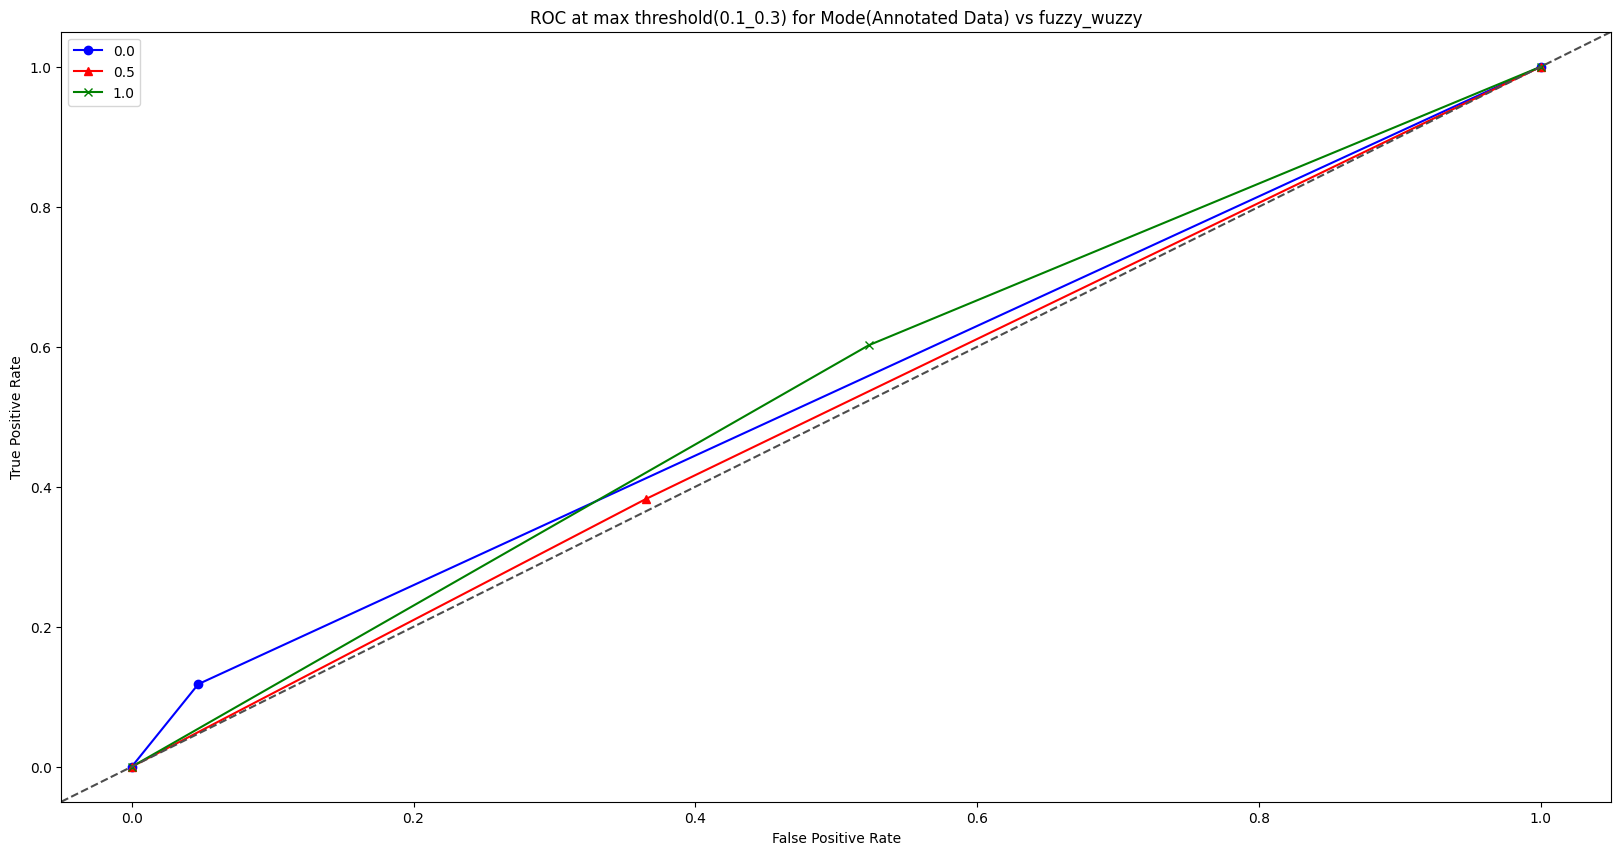 ROC at max threshold(0.1_0.3) for Mode(Annotated Data) vs fuzzy_wuzzy
0.0
0.5
1.0
True Positive Rate
1.0
0.8
0.6
0.4
0.2
0.0
0.0 0.2 0.4 0.6 0.8 1.0
False Positive Rate